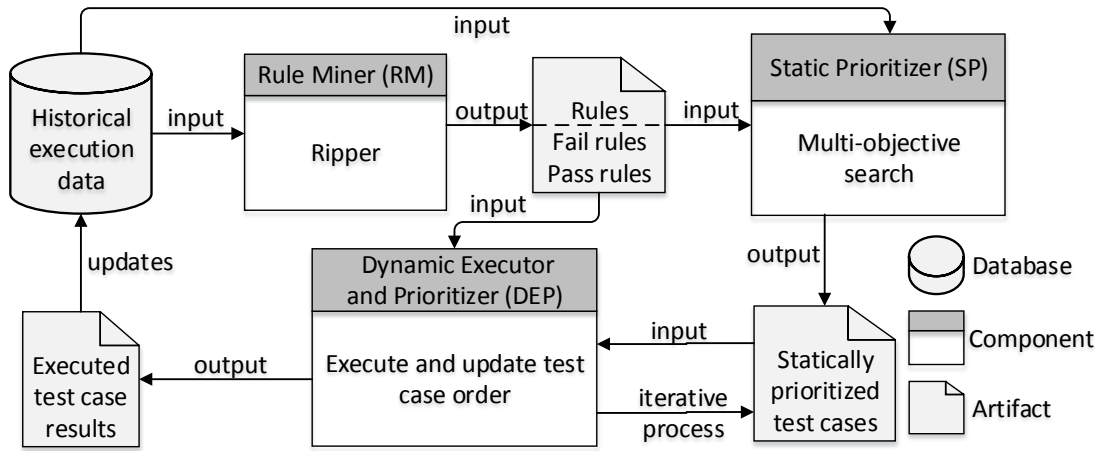 input
Historical
execution
data
input
Rule Miner (RM)
Ripper
output
Rules
Fail rules
Pass rules
input
Static Prioritizer (SP)
Multi-objective
search
input
Dynamic Executor
and Prioritizer (DEP)
Execute and update test
case order
output
Statically
prioritized
test cases
input
iterative
process
output
Executed
test case
results
updates
Database
Component
Artifact